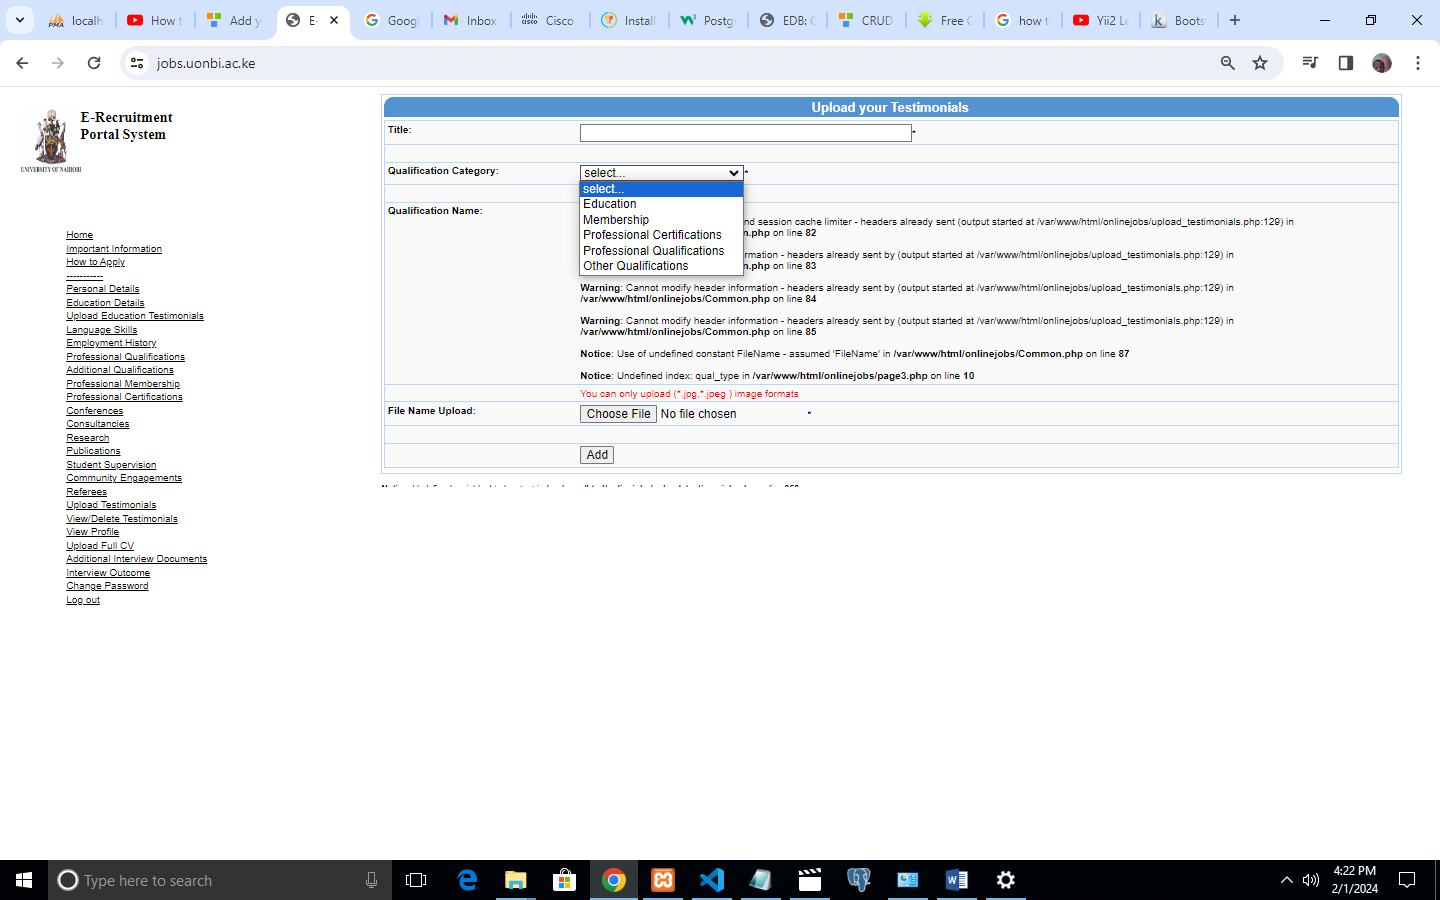 localh
How t
Add y
E-
Googl
Inbox
Cisco
Install
Postg
EDB: C
CRUD
Free C
how t
Yii2 Le
Boots
jobs.uonbi.ac.ke
E-Recruitment
Portal System
UNIVERSITY OF NAIROBI
Home
Important Information
How to Apply
-----------
Personal Details
Education Details
Upload Education Testimonials
Language Skills
Employment History
Professional Qualifications
Additional Qualifications
Professional Membership
Professional Certifications
Conferences
Consultancies
Research
Publications
Student Supervision
Community Engagements
Referees
Upload Testimonials
View/Delete Testimonials
View Profile
Upload Full CV
Additional Interview Documents
Interview Outcome
Change Password
Log out
Upload your Testimonials
Title: *
Qualification Category: select... *
select...
Education
Membership
Professional Certifications
Professional Qualifications
Other Qualifications
Qualification Name:
nd session cache limiter - headers already sent (output started at /var/www/html/onlinejobs/upload_testimonials.php:129) in
n.php on line 82
rmation - headers already sent by (output started at /var/www/html/onlinejobs/upload_testimonials.php:129) in
n.php on line 83
Warning: Cannot modify header information - headers already sent by (output started at /var/www/html/onlinejobs/upload_testimonials.php:129) in
/var/www/html/onlinejobs/Common.php on line 84
Warning: Cannot modify header information - headers already sent by (output started at /var/www/html/onlinejobs/upload_testimonials.php:129) in
/var/www/html/onlinejobs/Common.php on line 85
Notice: Use of undefined constant FileName - assumed 'FileName' in /var/www/html/onlinejobs/Common.php on line 87
Notice: Undefined index: qual_type in /var/www/html/onlinejobs/page3.php on line 10
You can only upload (*.jpg,*.jpeg ) image formats
File Name Upload: Choose File No file chosen *
Add
Type here to search
4:22 PM
2/1/2024